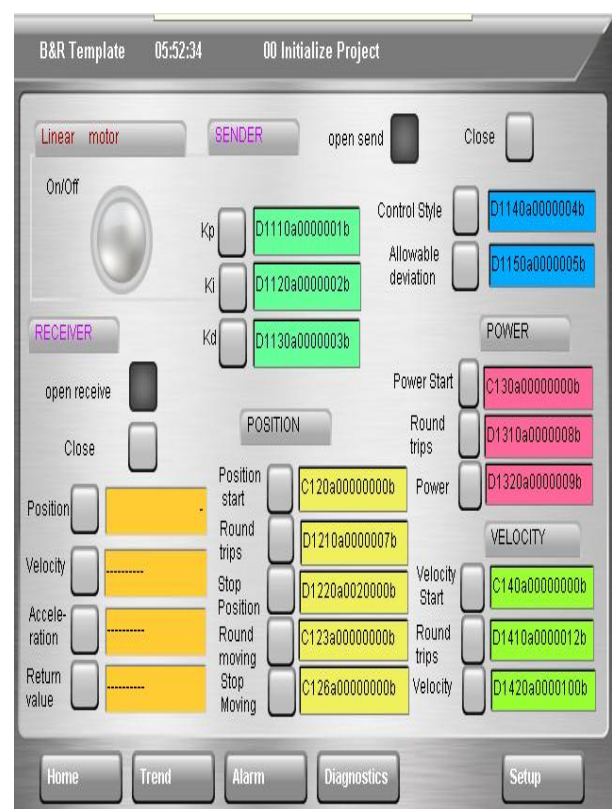 B&R Template 05:52:34 00 Initialize Project
Linear motor
SENDER
open send
Close
On/Off
Kp D1110a0000001b
Ki D1120a0000002b
Kd D1130a0000003b
Control Style D1140a0000004b
Allowable
deviation D1150a0000005b
RECEIVER
open receive
Close
Position -
Velocity ----------
Accele-
ration ----------
Return
value ----------
POSITION
Position
start C120a00000000b
Round
trips D1210a0000007b
Stop
Position D1220a0020000b
Round
moving C123a00000000b
Stop
Moving C126a00000000b
POWER
Power Start C130a00000000b
Round
trips D1310a0000008b
Power D1320a0000009b
VELOCITY
Velocity
Start C140a00000000b
Round
trips D1410a0000012b
Velocity D1420a0000100b
Home
Trend
Alarm
Diagnostics
Setup